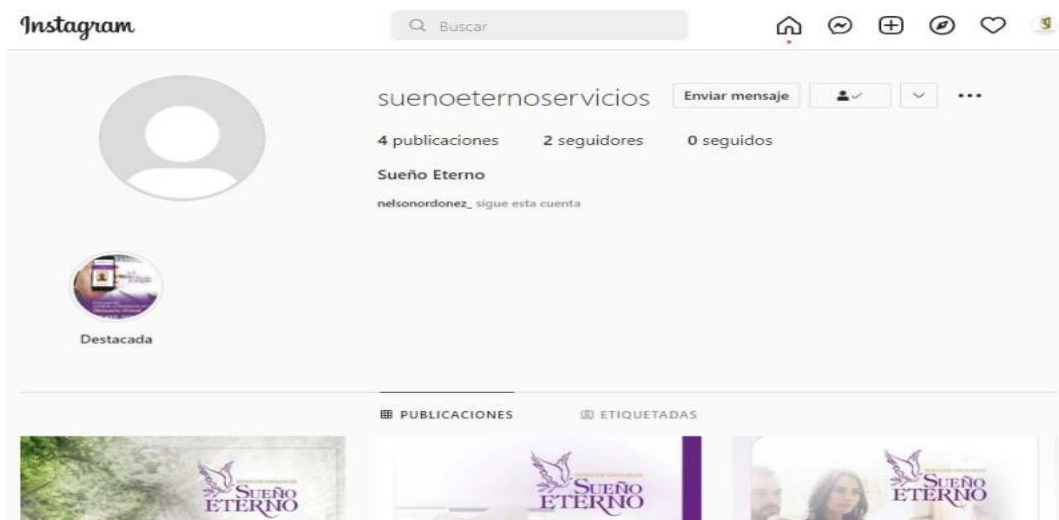 Instagram
Buscar
suenoeternoservicios
Enviar mensaje
4 publicaciones 2 seguidores 0 seguidos
Sueño Eterno
nelsonordonez_ sigue esta cuenta
Destacada
PUBLICACIONES ETIQUETADAS
SUEÑO
ETERNO
SUEÑO
ETERNO
SUEÑO
ETERNO